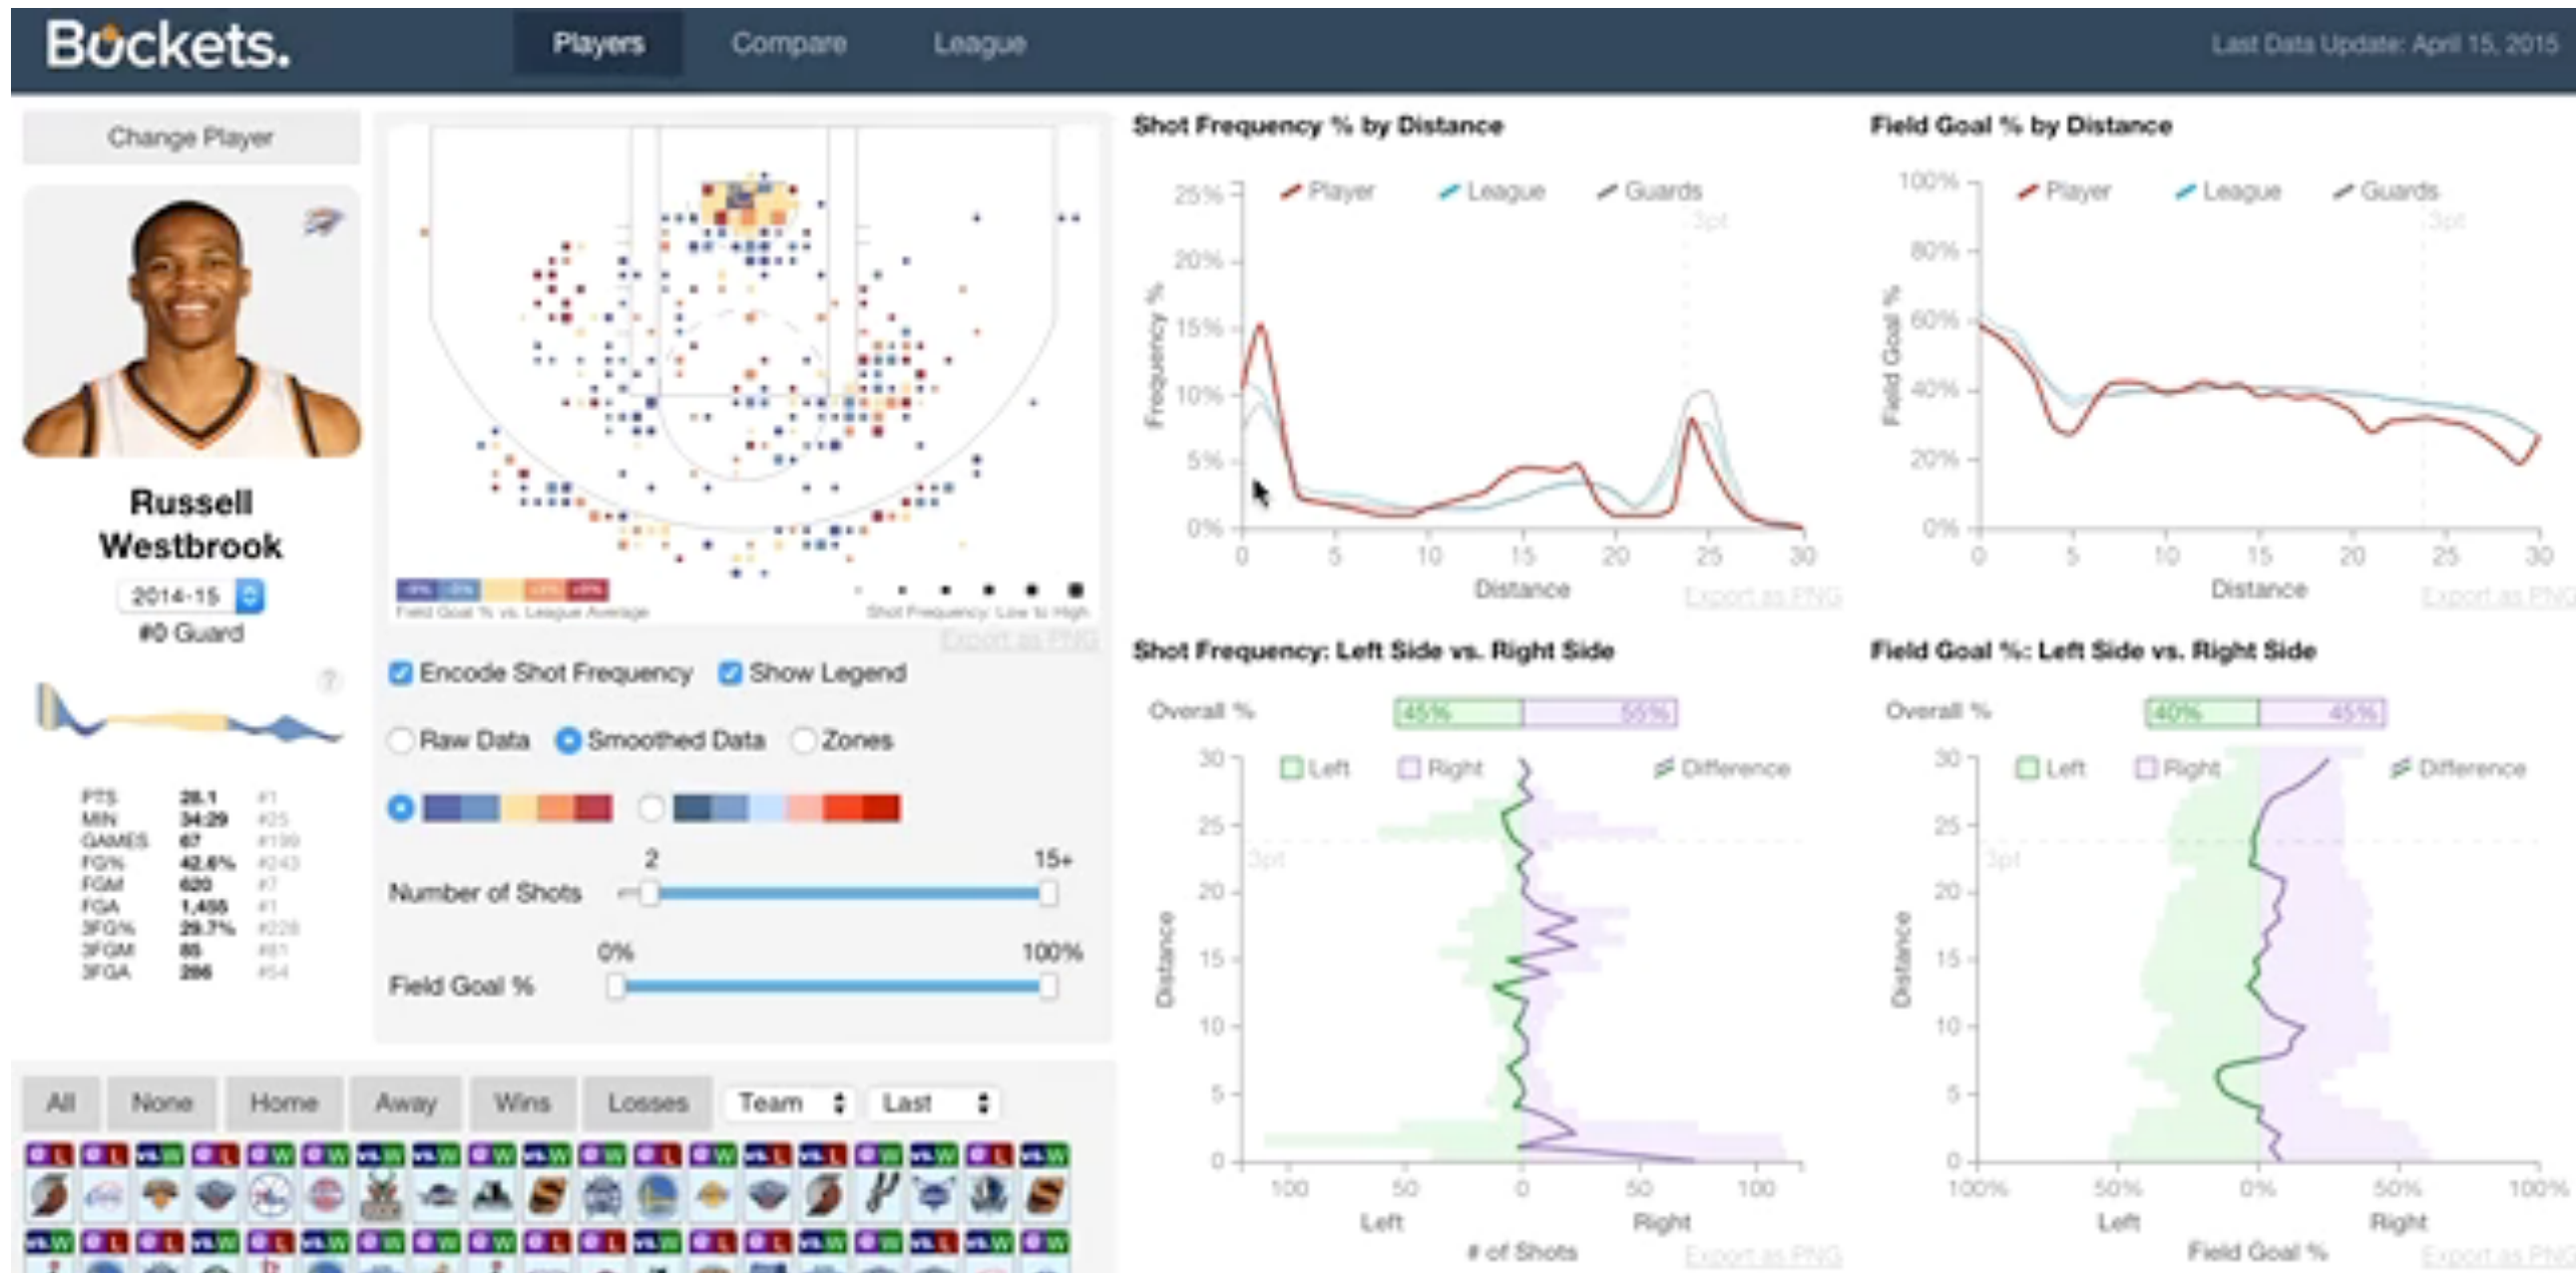 Buckets.
Players
Compare
League
Last Data Update: April 15, 2015
Change Player
Russell
Westbrook
2014-15
#0 Guard
?
PTS 28.1 #1
MIN 34:29 #25
GAMES 67 #199
FG% 42.6% #243
FGM 620 #7
FGA 1,455 #1
3FG% 29.7% #228
3FGM 85 #81
3FGA 286 #54
Field Goal % vs. League Average
Shot Frequency: Low to High
Export as PNG
Encode Shot Frequency
Show Legend
Raw Data
Smoothed Data
Zones
2
15+
Number of Shots
0%
100%
Field Goal %
All
None
Home
Away
Wins
Losses
Team
Last
Shot Frequency % by Distance
25%
20%
15%
10%
5%
0%
Frequency %
Player
League
Guards
3pt
0 5 10 15 20 25 30
Distance
Export as PNG
Field Goal % by Distance
100%
80%
60%
40%
20%
0%
Field Goal %
Player
League
Guards
3pt
0 5 10 15 20 25 30
Distance
Export as PNG
Shot Frequency: Left Side vs. Right Side
Overall %
45%
55%
Left
Right
Difference
30
25
20
15
10
5
0
3pt
Distance
100 50 0 50 100
Left
Right
# of Shots
Export as PNG
Field Goal %: Left Side vs. Right Side
Overall %
40%
45%
Left
Right
Difference
30
25
20
15
10
5
0
3pt
Distance
100% 50% 0% 50% 100%
Left
Right
Field Goal %
Export as PNG